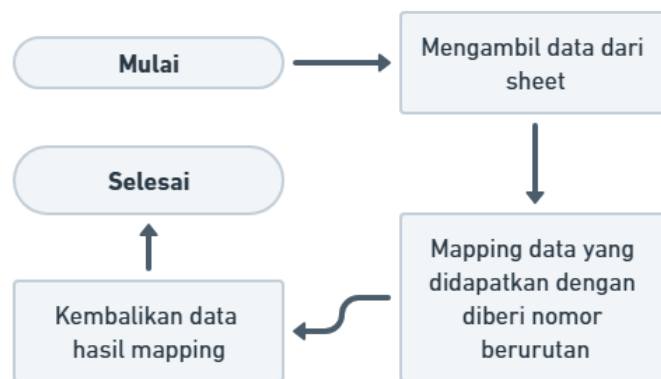 Mulai
Mengambil data dari
sheet
Mapping data yang
didapatkan dengan
diberi nomor
berurutan
Kembalikan data
hasil mapping
Selesai